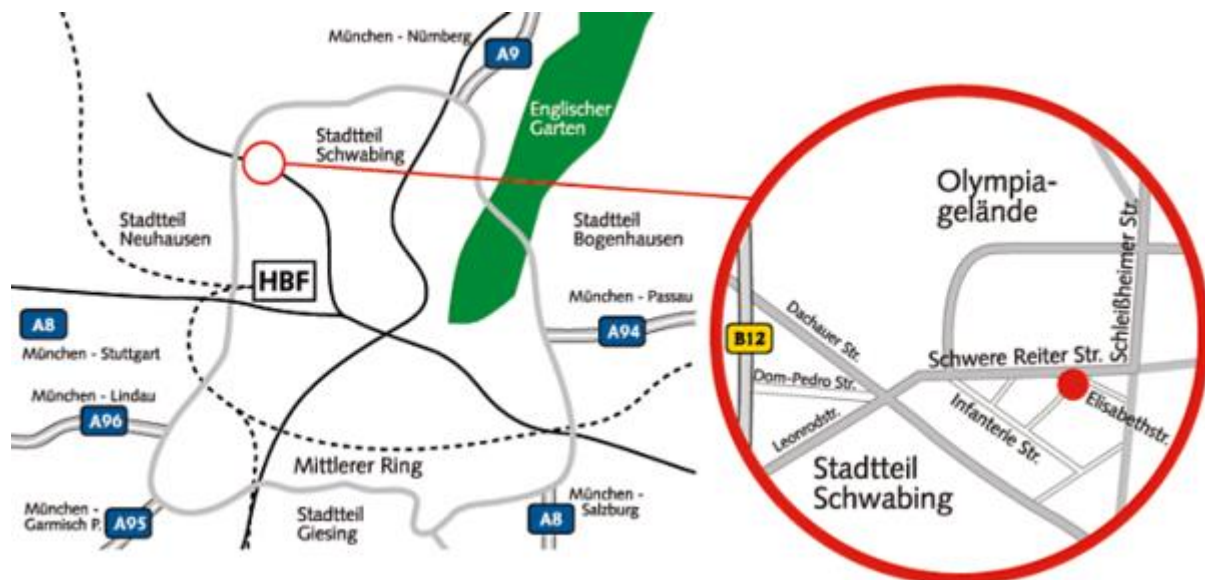 München - Nürnberg
A9
Englischer
Garten
Stadtteil
Schwabing
Stadtteil
Neuhausen
Stadtteil
Bogenhausen
HBF
München - Passau
A94
A8
München - Stuttgart
München - Lindau
A96
Mittlerer Ring
München -
Garmisch P.
A95
Stadtteil
Giesing
A8
München -
Salzburg
Olympia-
gelände
Schleißheimer Str.
Dachauer Str.
B12
Schwere Reiter Str.
Dom-Pedro Str.
Elisabethstr.
Infanterie Str.
Leonrodstr.
Stadtteil
Schwabing